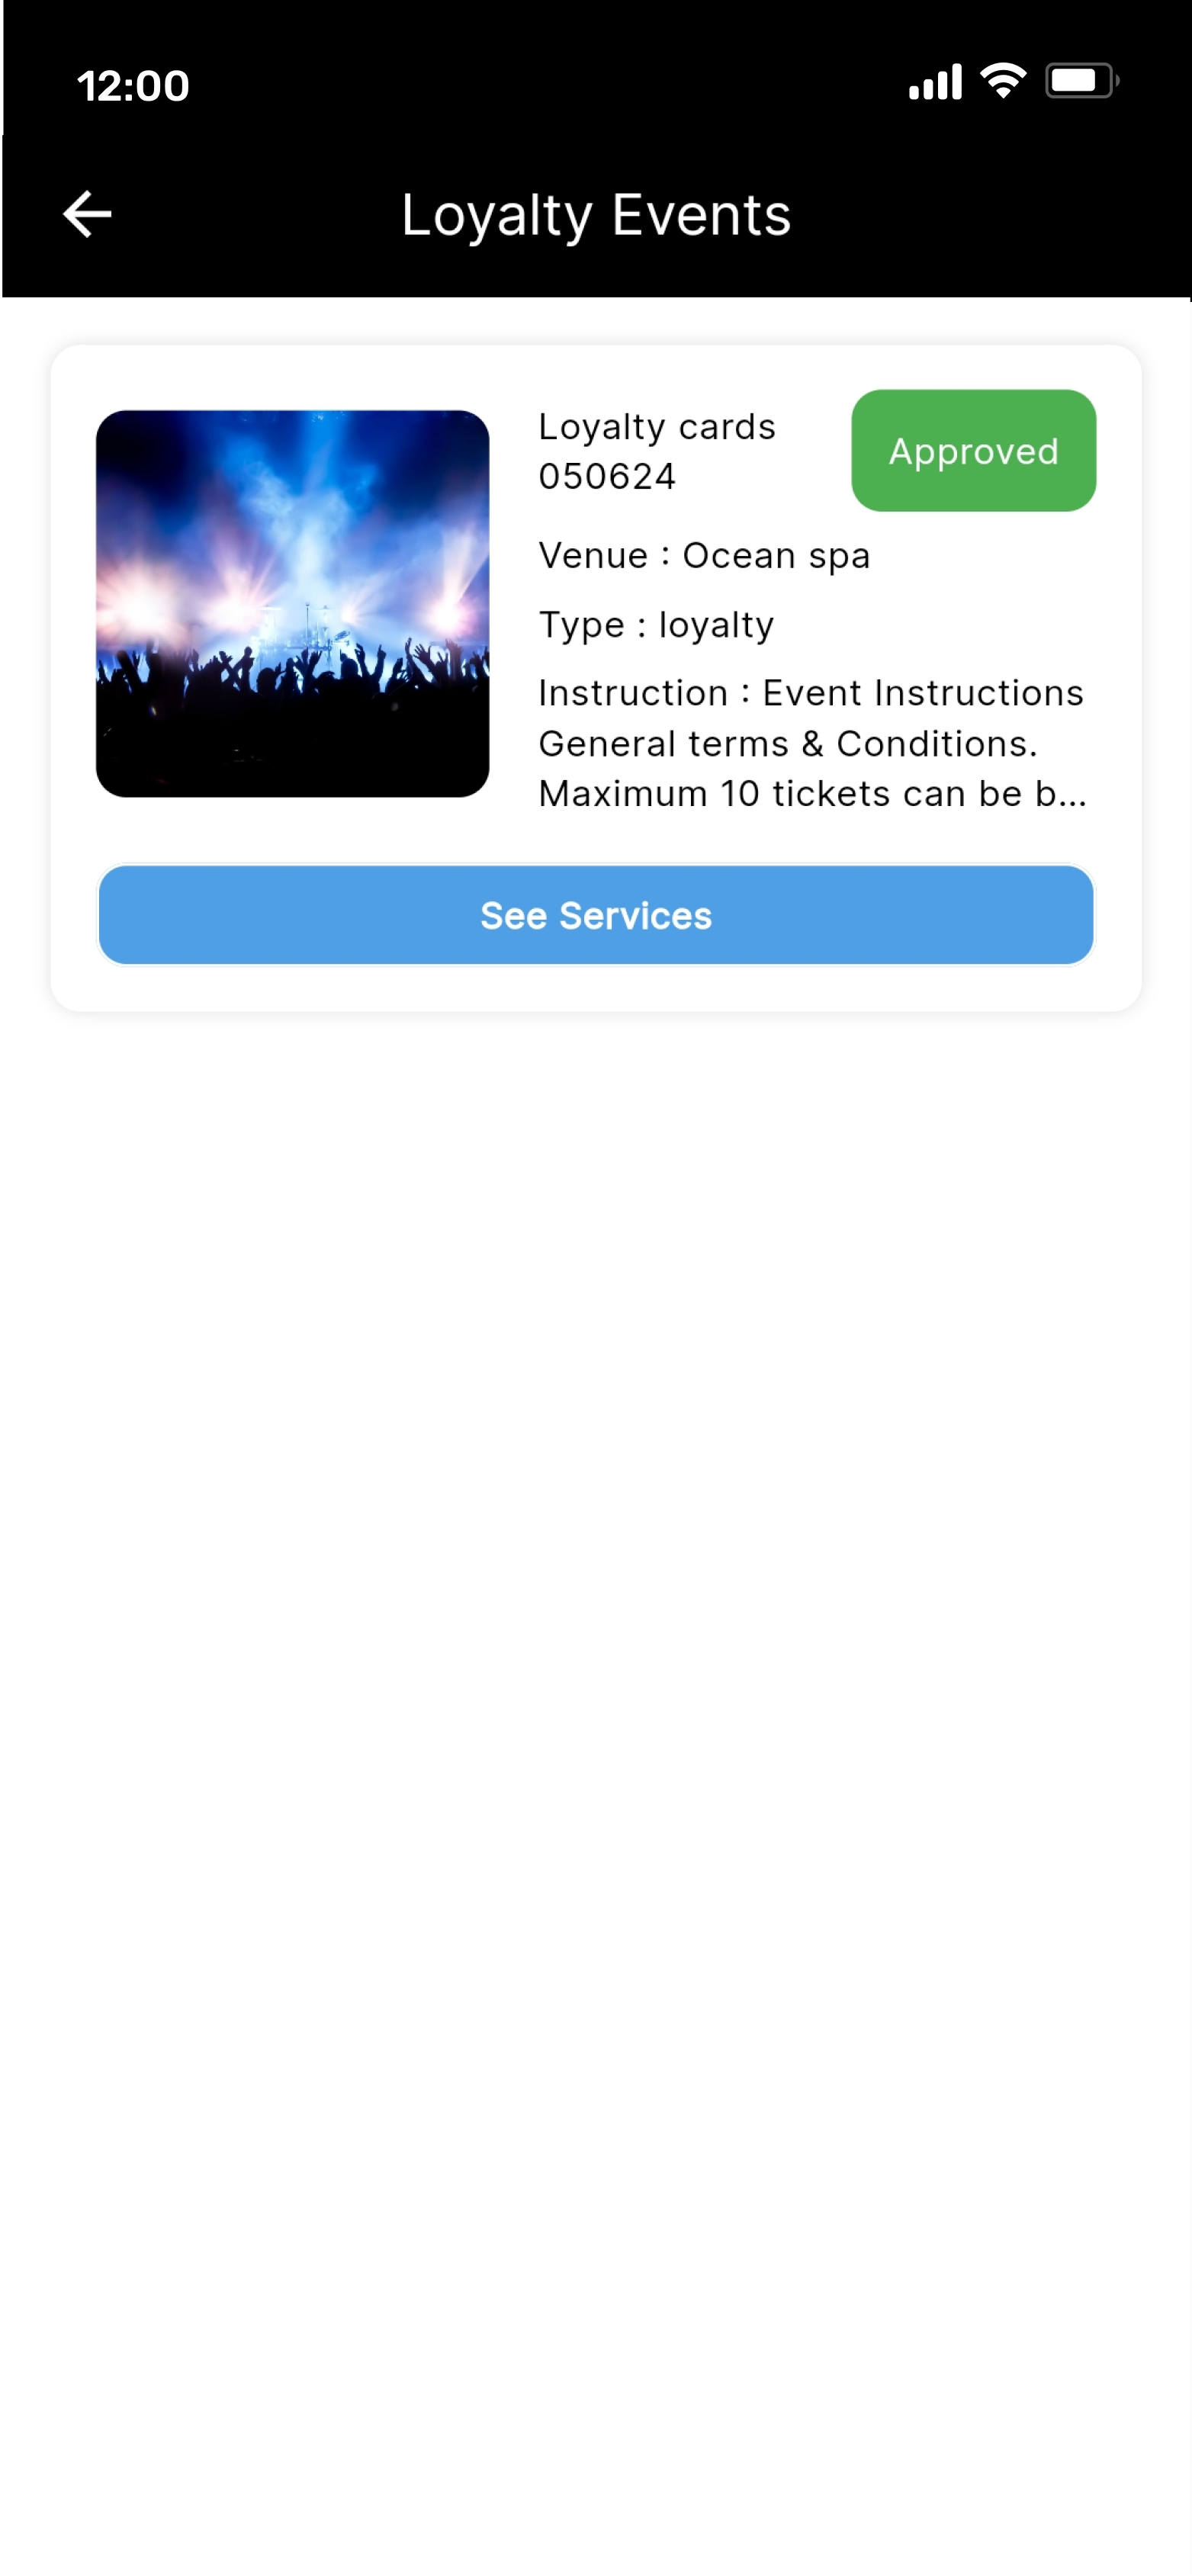 12:00
Loyalty Events
Loyalty cards
050624
Approved
Venue : Ocean spa
Type : loyalty
Instruction : Event Instructions
General terms & Conditions.
Maximum 10 tickets can be b...
See Services